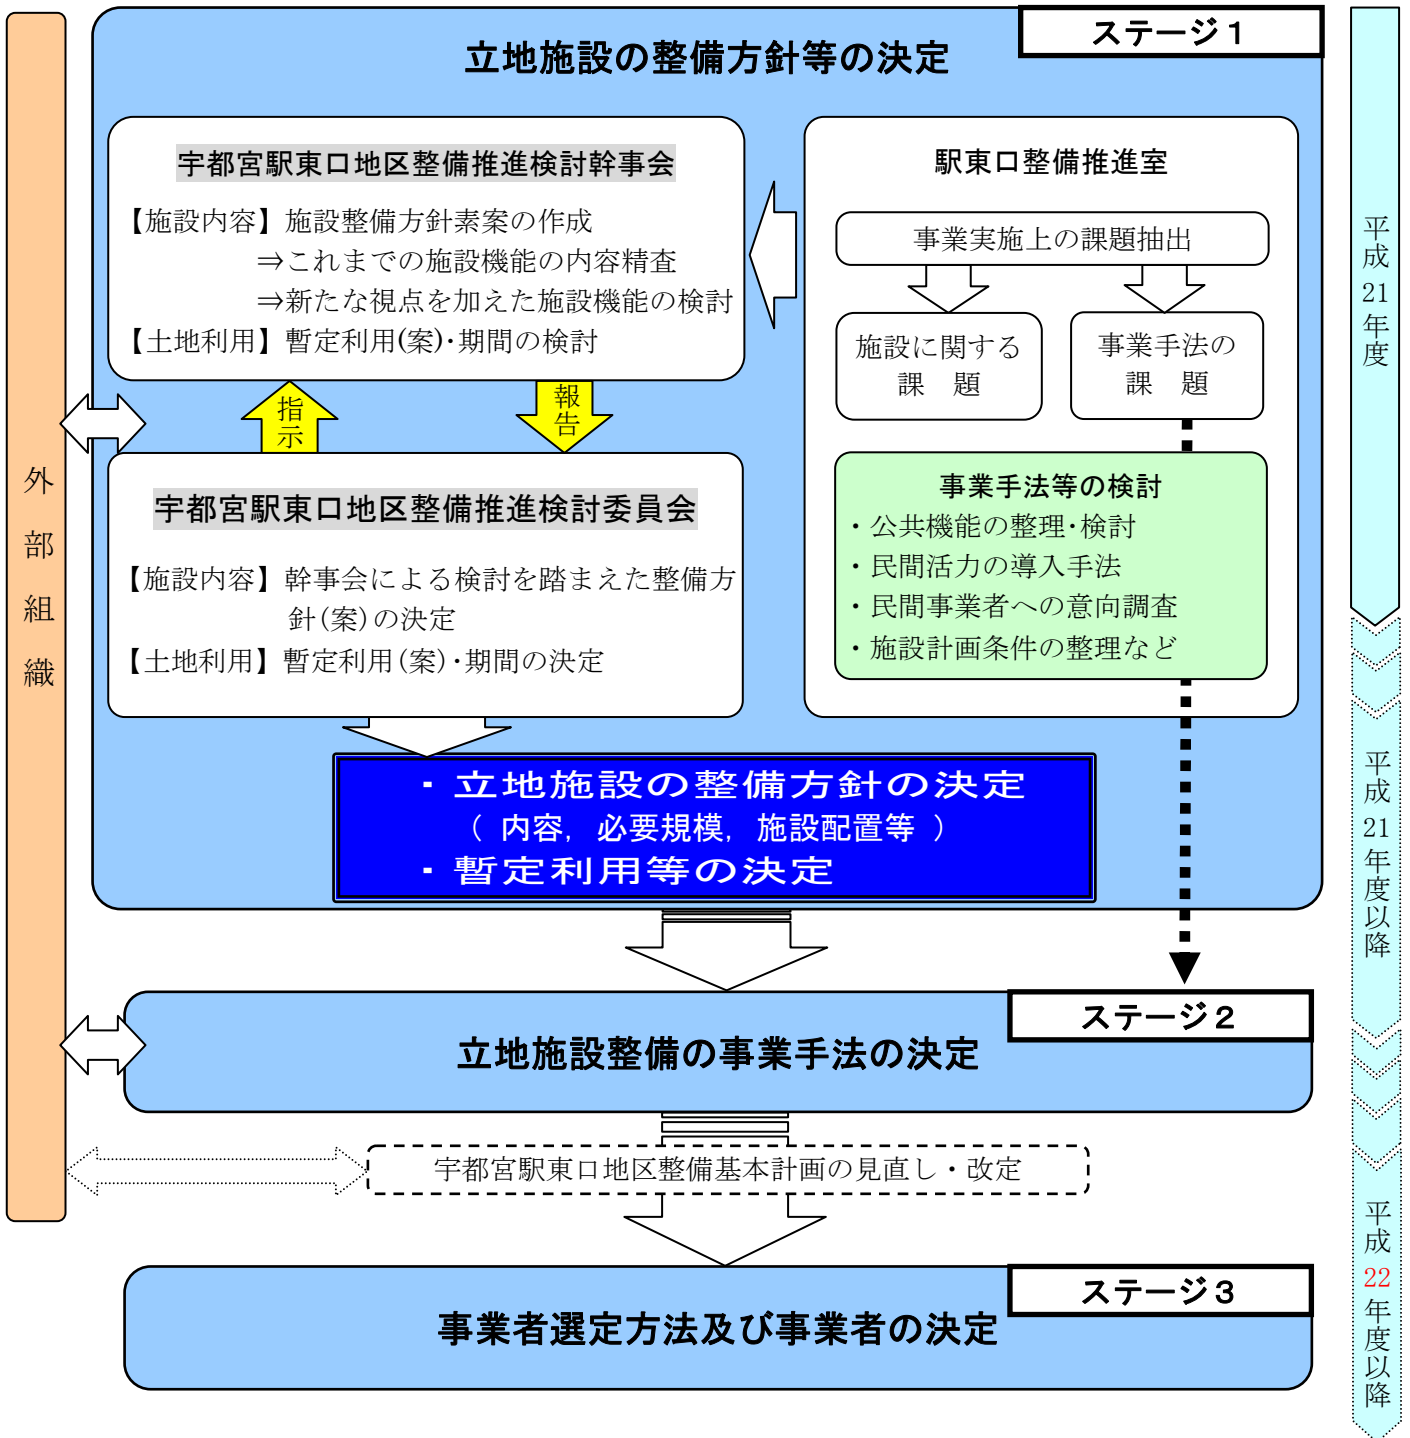 ステージ１
立地施設の整備方針等の決定
宇都宮駅東口地区整備推進検討幹事会
【施設内容】施設整備方針素案の作成
⇒これまでの施設機能の内容精査
⇒新たな視点を加えた施設機能の検討
【土地利用】暫定利用(案)･期間の検討
指示
報告
宇都宮駅東口地区整備推進検討委員会
【施設内容】幹事会による検討を踏まえた整備方
針(案)の決定
【土地利用】暫定利用(案)･期間の決定
駅東口整備推進室
事業実施上の課題抽出
施設に関する
課　題
事業手法の
課　題
事業手法等の検討
・公共機能の整理･検討
・民間活力の導入手法
・民間事業者への意向調査
・施設計画条件の整理など
・立地施設の整備方針の決定
（ 内容，必要規模，施設配置等 ）
・暫定利用等の決定
ステージ２
立地施設整備の事業手法の決定
宇都宮駅東口地区整備基本計画の見直し・改定
ステージ３
事業者選定方法及び事業者の決定
外部組織
平成21年度
平成21年度以降
平成22年度以降